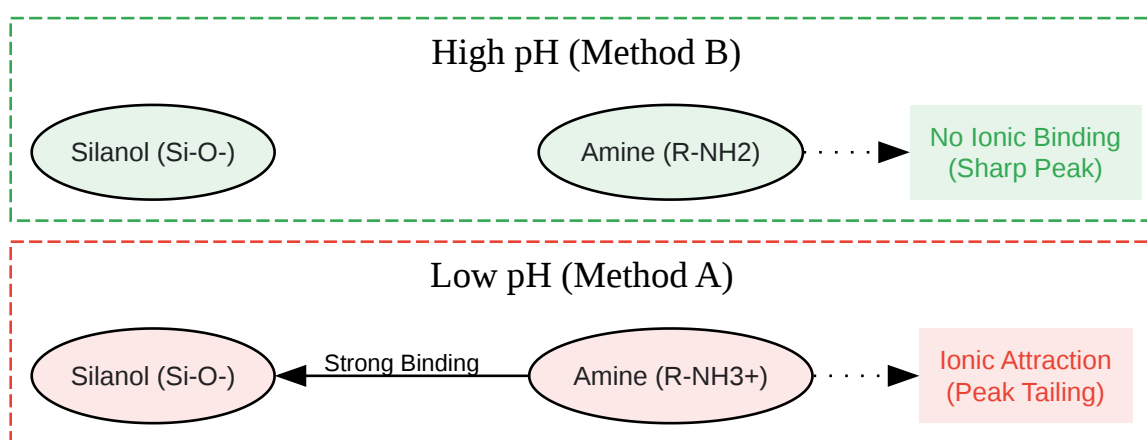 High pH (Method B)
Silanol (Si-O-)
Amine (R-NH2)
No Ionic Binding
(Sharp Peak)
Low pH (Method A)
Silanol (Si-O-)
Strong Binding
Amine (R-NH3+)
Ionic Attraction
(Peak Tailing)